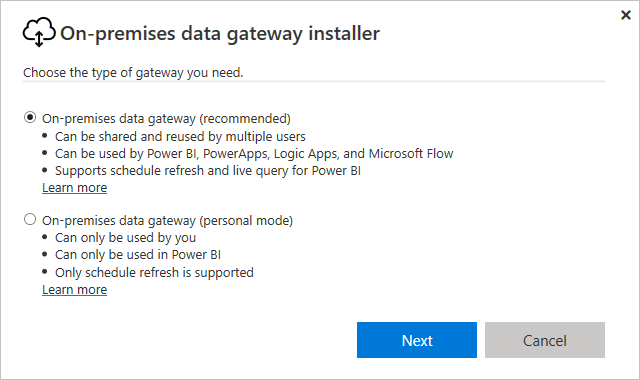 On-premises data gateway installer
Choose the type of gateway you need.
On-premises data gateway (recommended)
• Can be shared and reused by multiple users
• Can be used by Power BI, PowerApps, Logic Apps, and Microsoft Flow
• Supports schedule refresh and live query for Power BI
Learn more
On-premises data gateway (personal mode)
• Can only be used by you
• Can only be used in Power BI
• Only schedule refresh is supported
Learn more
Next Cancel